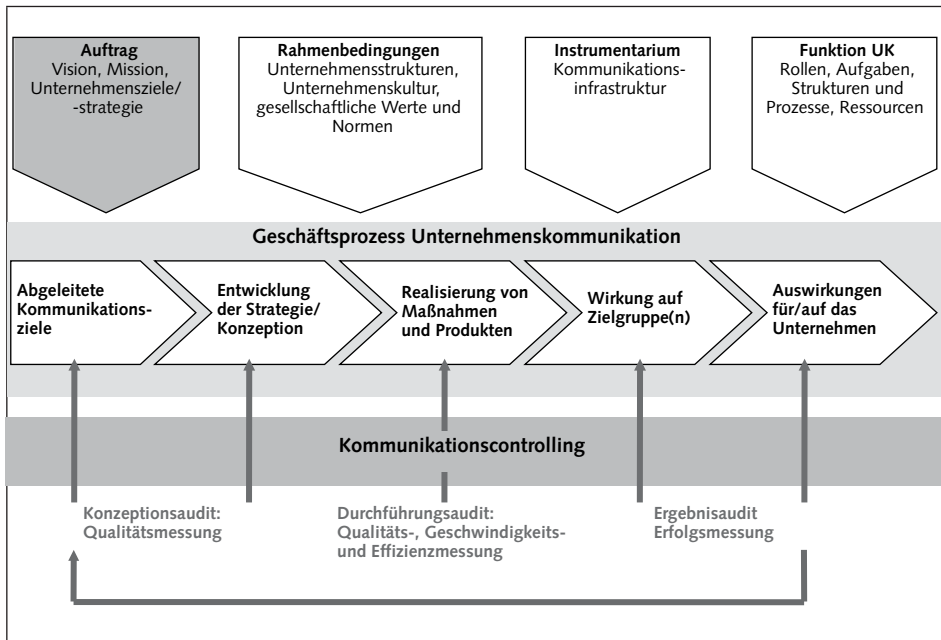 Auftrag
Vision, Mission,
Unternehmensziele/
-strategie
Rahmenbedingungen
Unternehmensstrukturen,
Unternehmenskultur,
gesellschaftliche Werte und
Normen
Instrumentarium
Kommunikations-
infrastruktur
Funktion UK
Rollen, Aufgaben,
Strukturen und
Prozesse, Ressourcen
Geschäftsprozess Unternehmenskommunikation
Abgeleitete
Kommunikations-
ziele
Entwicklung
der Strategie/
Konzeption
Realisierung von
Maßnahmen
und Produkten
Wirkung auf
Zielgruppe(n)
Auswirkungen
für/auf das
Unternehmen
Kommunikationscontrolling
Konzeptionsaudit:
Qualitätsmessung
Durchführungsaudit:
Qualitäts-, Geschwindigkeits-
und Effizienzmessung
Ergebnisaudit
Erfolgsmessung